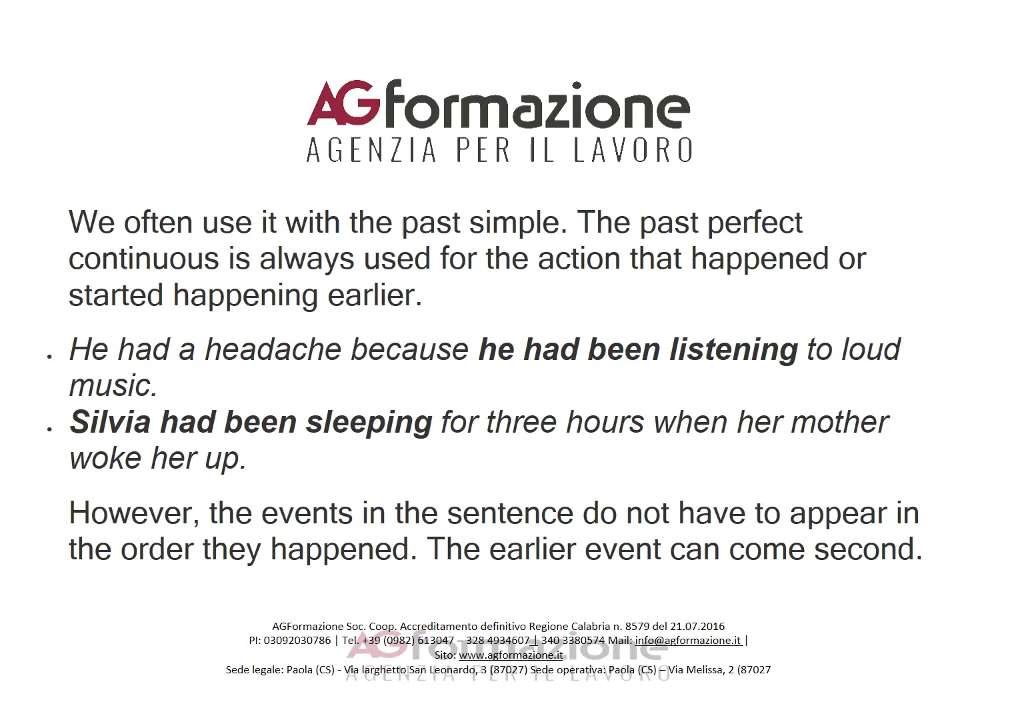 AGformazione
AGENZIA PER IL LAVORO
We often use it with the past simple. The past perfect
continuous is always used for the action that happened or
started happening earlier.
• He had a headache because he had been listening to loud
music.
• Silvia had been sleeping for three hours when her mother
woke her up.
However, the events in the sentence do not have to appear in
the order they happened. The earlier event can come second.
AGFormazione Soc. Coop. Accreditamento definitivo Regione Calabria n. 8579 del 21.07.2016
PI: 03092030786 | Tel. +39 (0982) 613047 – 328 4934607 | 340 3380574 Mail: info@agformazione.it |
Sito: www.agformazione.it
Sede legale: Paola (CS) - Via larghetto San Leonardo, 3 (87027) Sede operativa: Paola (CS) - Via Melissa, 2 (87027
AGformazione
AGENZIA PER IL LAVORO